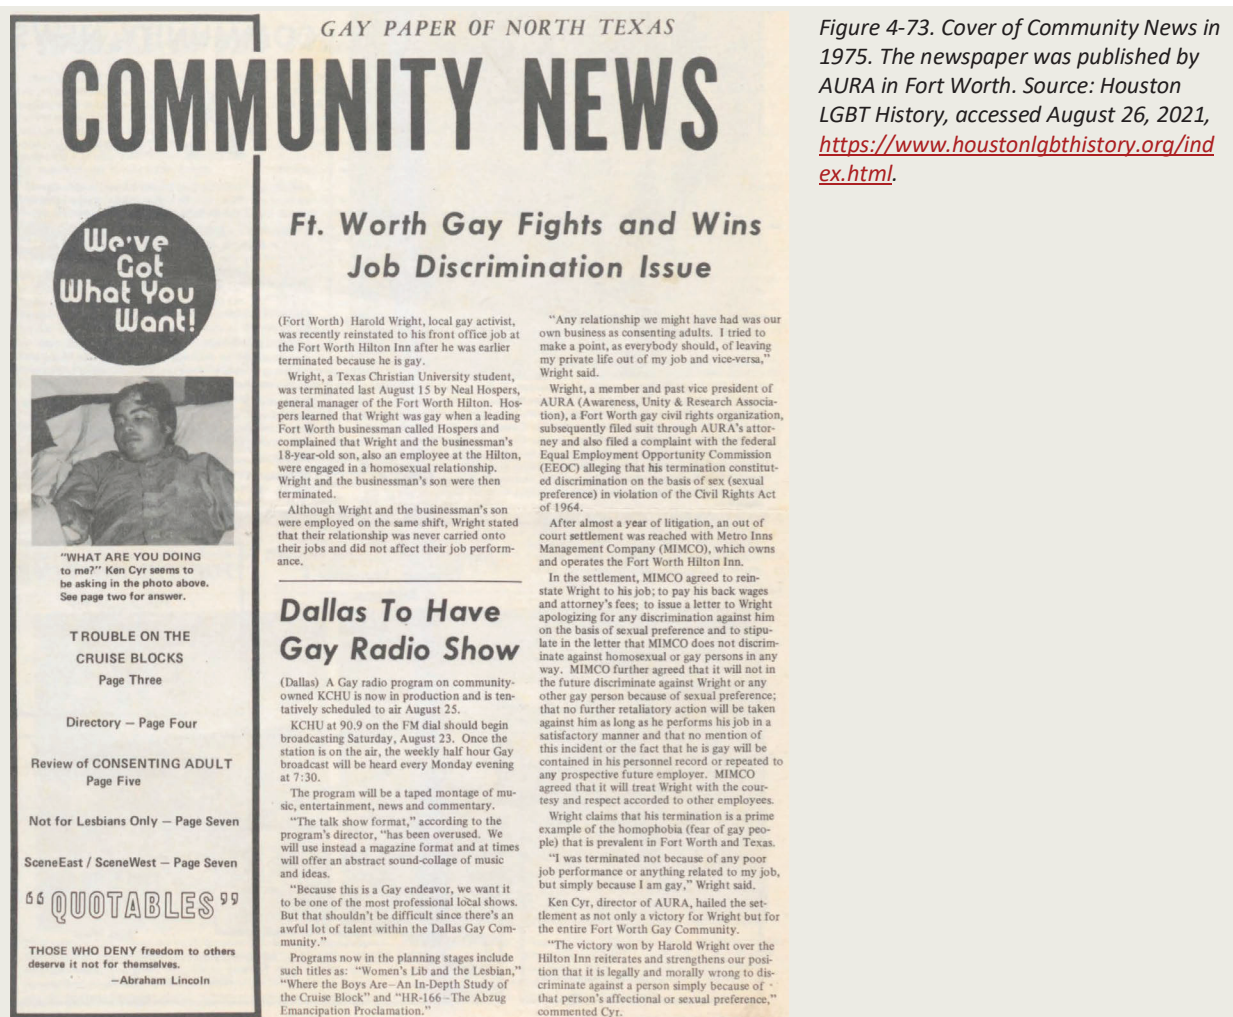 GAY PAPER OF NORTH TEXAS
COMMUNITY NEWS
We've
Got
What You
Want!
"WHAT ARE YOU DOING
to me?" Ken Cyr seems to
be asking in the photo above.
See page two for answer.
TROUBLE ON THE
CRUISE BLOCKS
Page Three
Directory — Page Four
Review of CONSENTING ADULT
Page Five
Not for Lesbians Only — Page Seven
SceneEast / SceneWest — Page Seven
"QUOTABLES"
THOSE WHO DENY freedom to others
deserve it not for themselves.
—Abraham Lincoln
Ft. Worth Gay Fights and Wins
Job Discrimination Issue
(Fort Worth) Harold Wright, local gay activist,
was recently reinstated to his front office job at
the Fort Worth Hilton Inn after he was earlier
terminated because he is gay.
Wright, a Texas Christian University student,
was terminated last August 15 by Neal Hospers,
general manager of the Fort Worth Hilton. Hos-
pers learned that Wright was gay when a leading
Fort Worth businessman called Hospers and
complained that Wright and the businessman's
18-year-old son, also an employee at the Hilton,
were engaged in a homosexual relationship.
Wright and the businessman's son were then
terminated.
Although Wright and the businessman's son
were employed on the same shift, Wright stated
that their relationship was never carried onto
their jobs and did not affect their job perform-
ance.
"Any relationship we might have had was our
own business as consenting adults. I tried to
make a point, as everybody should, of leaving
my private life out of my job and vice-versa,"
Wright said.
Wright, a member and past vice president of
AURA (Awareness, Unity & Research Associa-
tion), a Fort Worth gay civil rights organization,
subsequently filed suit through AURA's attor-
ney and also filed a complaint with the federal
Equal Employment Opportunity Commission
(EEOC) alleging that his termination constitut-
ed discrimination on the basis of sex (sexual
preference) in violation of the Civil Rights Act
of 1964.
After almost a year of litigation, an out of
court settlement was reached with Metro Inns
Management Company (MIMCO), which owns
and operates the Fort Worth Hilton Inn.
In the settlement, MIMCO agreed to rein-
state Wright to his job; to pay his back wages
and attorney's fees; to issue a letter to Wright
apologizing for any discrimination against him
on the basis of sexual preference and to stipu-
late in the letter that MIMCO does not discrim-
inate against homosexual or gay persons in any
way. MIMCO further agreed that it will not in
the future discriminate against Wright or any
other gay person because of sexual preference;
that no further retaliatory action will be taken
against him as long as he performs his job in a
satisfactory manner and that no mention of
this incident or the fact that he is gay will be
contained in his personnel record or repeated to
any prospective future employer. MIMCO
agreed that it will treat Wright with the cour-
tesy and respect accorded to other employees.
Wright claims that his termination is a prime
example of the homophobia (fear of gay peo-
ple) that is prevalent in Fort Worth and Texas.
"I was terminated not because of any poor
job performance or anything related to my job,
but simply because I am gay," Wright said.
Ken Cyr, director of AURA, hailed the set-
tlement as not only a victory for Wright but for
the entire Fort Worth Gay Community.
"The victory won by Harold Wright over the
Hilton Inn reiterates and strengthens our posi-
tion that it is legally and morally wrong to dis-
criminate against a person simply because of
that person's affectional or sexual preference,"
commented Cyr.
Dallas To Have
Gay Radio Show
(Dallas) A Gay radio program on community-
owned KCHU is now in production and is ten-
tatively scheduled to air August 25.
KCHU at 90.9 on the FM dial should begin
broadcasting Saturday, August 23. Once the
station is on the air, the weekly half hour Gay
broadcast will be heard every Monday evening
at 7:30.
The program will be a taped montage of mu-
sic, entertainment, news and commentary.
"The talk show format," according to the
program's director, "has been overused. We
will use instead a magazine format and at times
will offer an abstract sound-collage of music
and ideas.
"Because this is a Gay endeavor, we want it
to be one of the most professional local shows.
But that shouldn't be difficult since there's an
awful lot of talent within the Dallas Gay Com-
munity."
Programs now in the planning stages include
such titles as: "Women's Lib and the Lesbian,"
"Where the Boys Are—An In-Depth Study of
the Cruise Block" and "HR-166—The Abzug
Emancipation Proclamation."
Figure 4-73. Cover of Community News in
1975. The newspaper was published by
AURA in Fort Worth. Source: Houston
LGBT History, accessed August 26, 2021,
https://www.houstonlgbthistory.org/ind
ex.html.